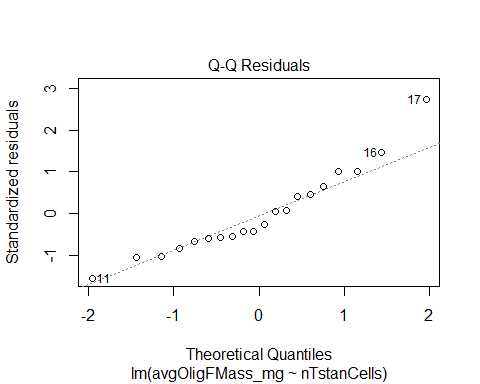 Q-Q Residuals
Standardized residuals
3
2
1
0
-1
17
16
11
-2 -1 0 1 2
Theoretical Quantiles
lm(avgOligFMass_mg ~ nTstanCells)